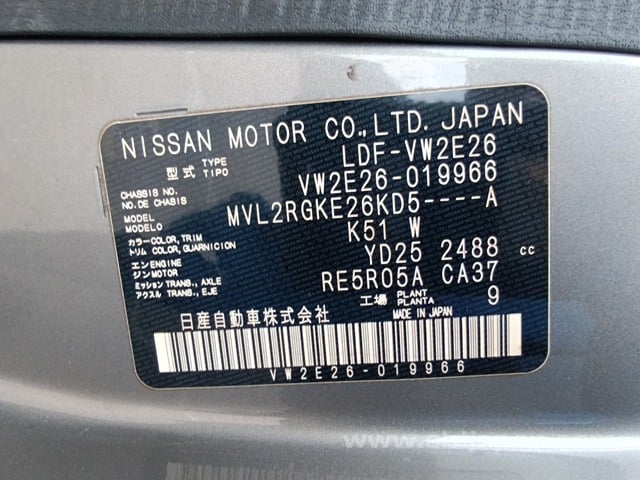 NISSAN MOTOR CO.,LTD. JAPAN
型式 TYPE TIPO LDF-VW2E26
CHASSIS NO. NO.DE CHASIS VW2E26-019966
MODEL MODELO MVL2RGKE26KD5----A
カラー COLOR, TRIM トリム COLOR, GUARNICION K51 W
エンジン ENGINE MOTOR YD25 2488 cc
ミッション TRANS., AXLE アクスル TRANS., EJE RE5R05A CA37
工場 PLANT PLANTA 9
日産自動車株式会社 MADE IN JAPAN
VW2E26-019966